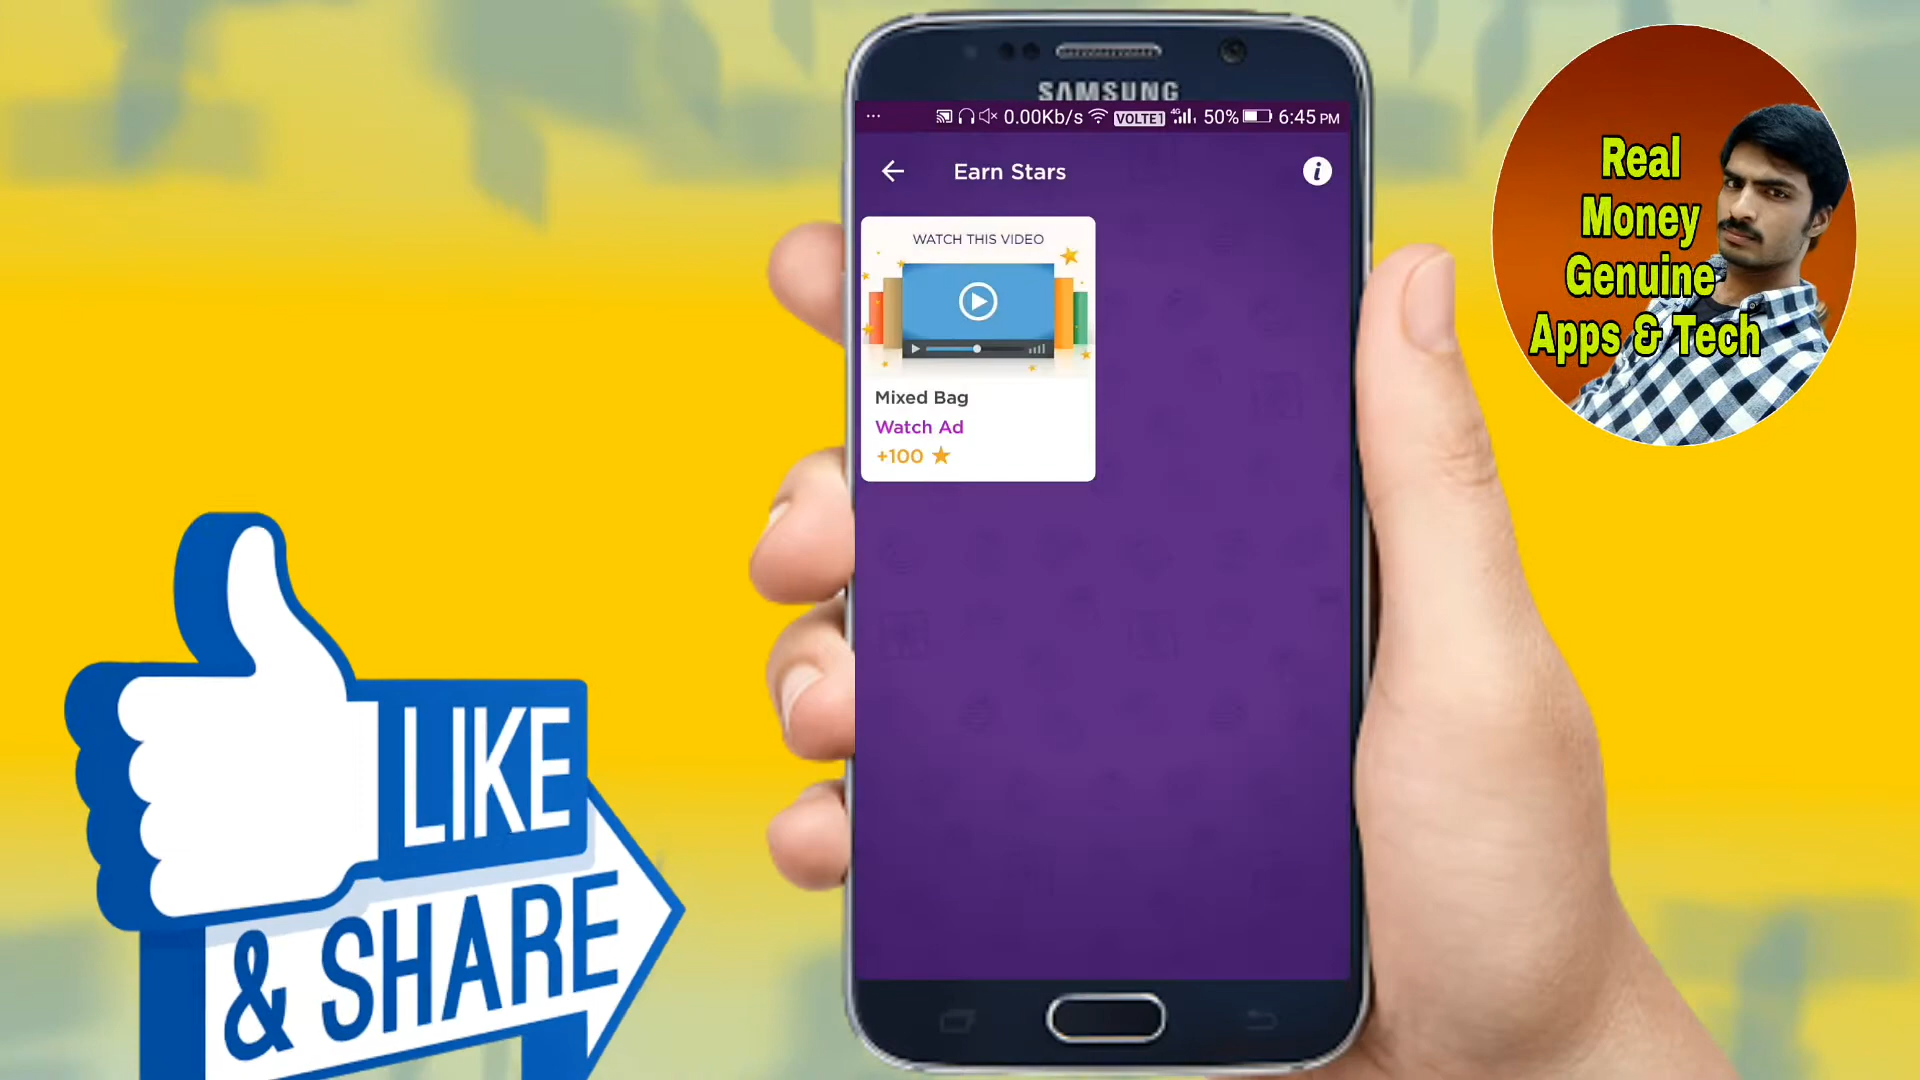 SAMSUNG
... 0.00Kb/s VOLTE1 4G 50% 6:45 PM
Earn Stars
WATCH THIS VIDEO
Mixed Bag
Watch Ad
+100
Real
Money
Genuine
Apps & Tech
LIKE
& SHARE